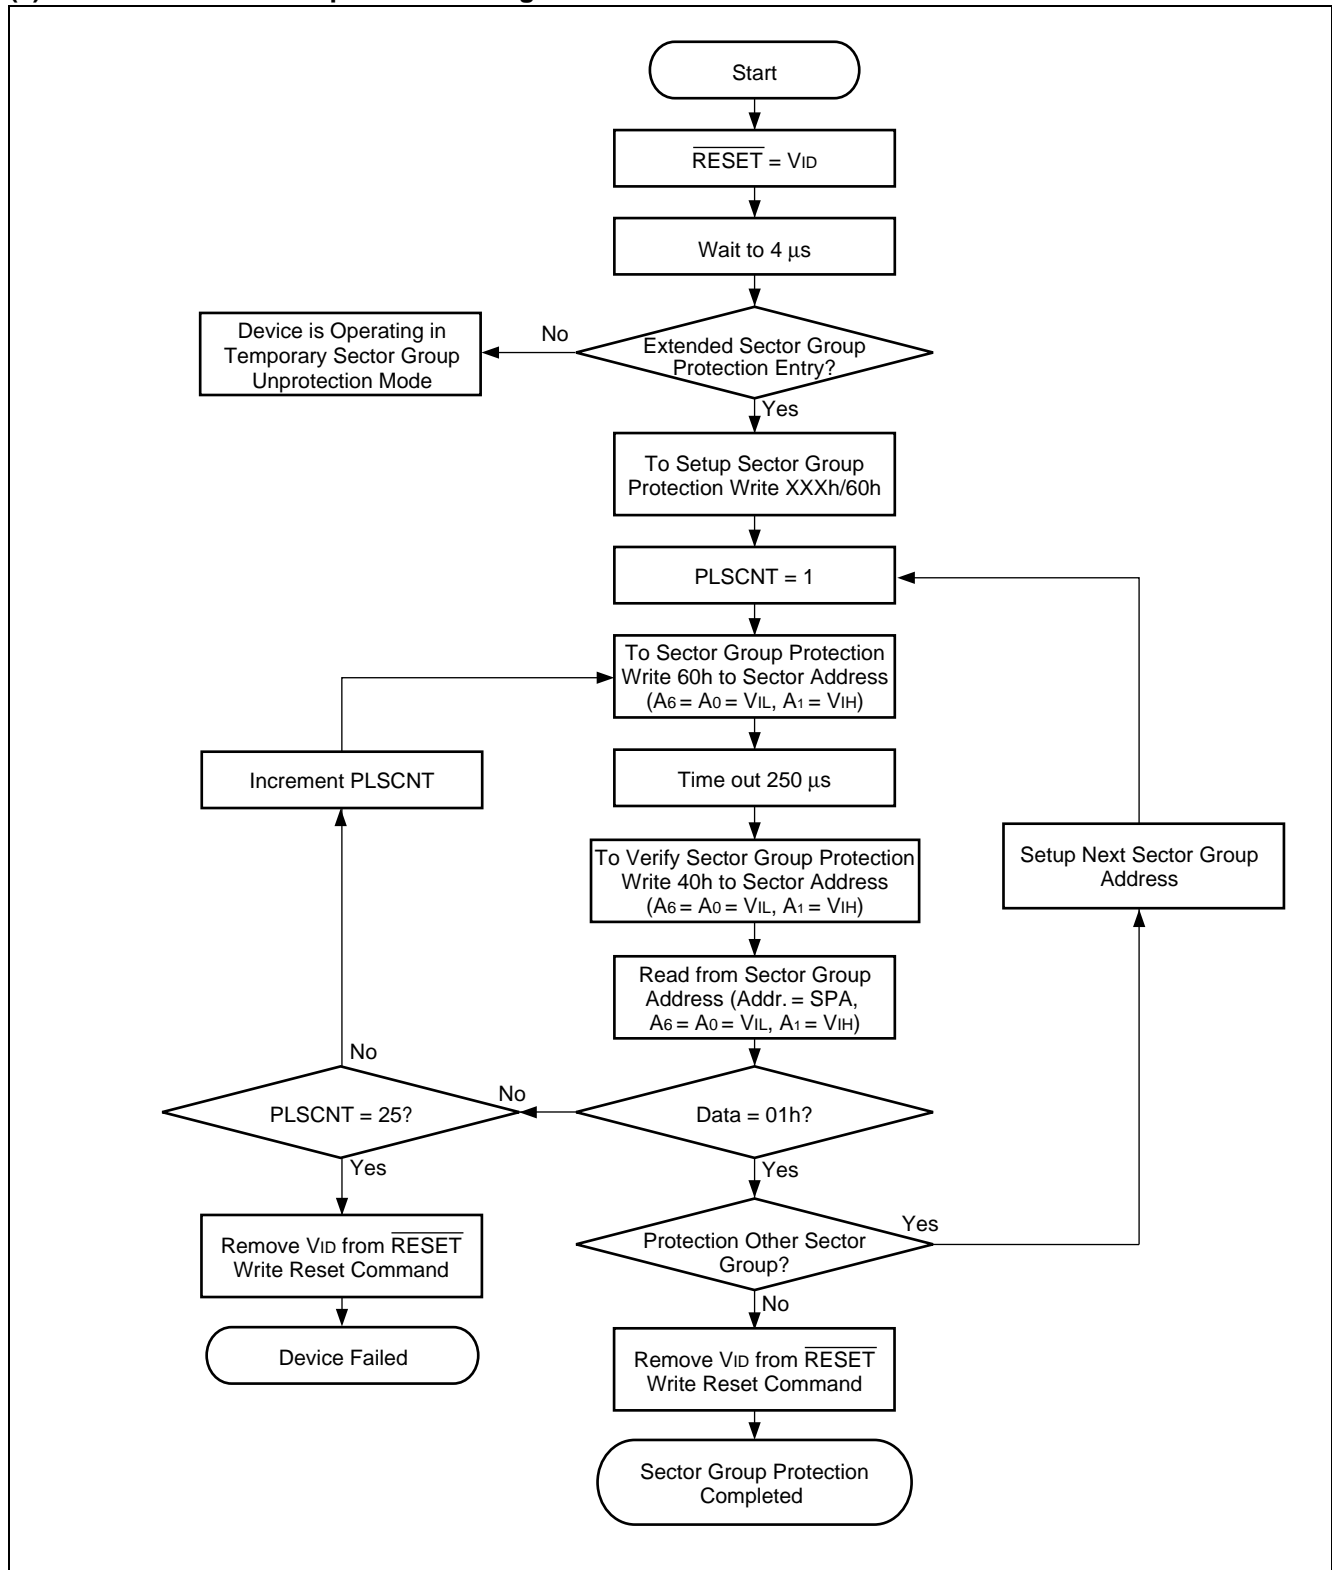 Start
RESET = VID
Wait to 4 μs
Device is Operating in
Temporary Sector Group
Unprotection Mode
No
Extended Sector Group
Protection Entry?
Yes
To Setup Sector Group
Protection Write XXXh/60h
PLSCNT = 1
To Sector Group Protection
Write 60h to Sector Address
(A6 = A0 = VIL, A1 = VIH)
Increment PLSCNT
Time out 250 μs
To Verify Sector Group Protection
Write 40h to Sector Address
(A6 = A0 = VIL, A1 = VIH)
Setup Next Sector Group
Address
Read from Sector Group
Address (Addr. = SPA,
A6 = A0 = VIL, A1 = VIH)
No
PLSCNT = 25?
No
Data = 01h?
Yes
Yes
Remove VID from RESET
Write Reset Command
Protection Other Sector
Group?
Yes
No
Device Failed
Remove VID from RESET
Write Reset Command
Sector Group Protection
Completed